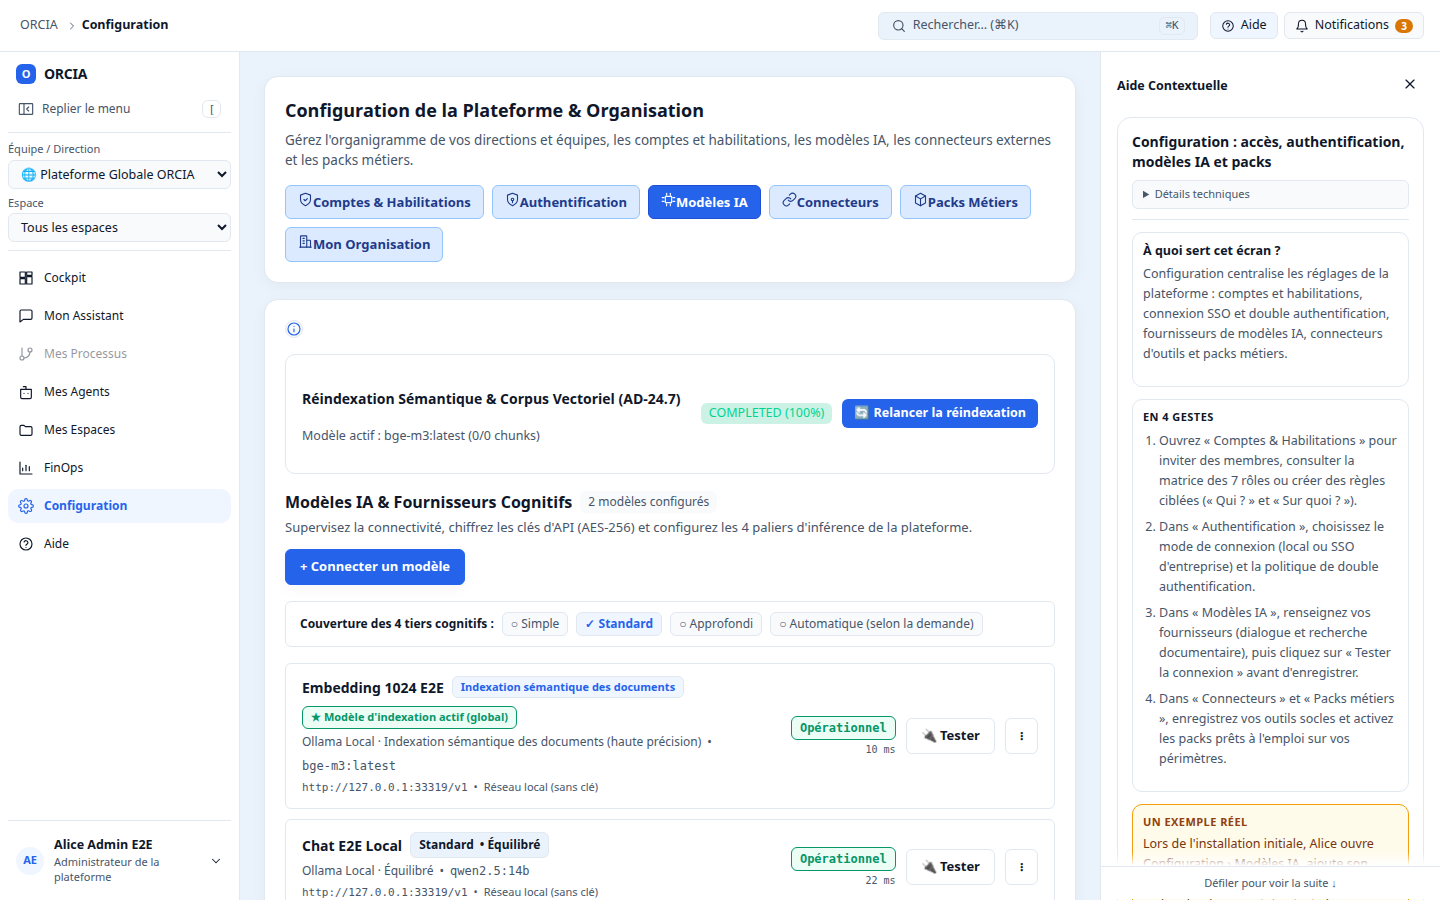 ORCIA > Configuration
Rechercher... (⌘K) ⌘K
Aide
Notifications 3
O ORCIA
Replier le menu [
Équipe / Direction
🌐 Plateforme Globale ORCIA
Espace
Tous les espaces
Cockpit
Mon Assistant
Mes Processus
Mes Agents
Mes Espaces
FinOps
Configuration
Aide
AE
Alice Admin E2E
Administrateur de la
plateforme
Configuration de la Plateforme & Organisation
Gérez l'organigramme de vos directions et équipes, les comptes et habilitations, les modèles IA, les connecteurs externes
et les packs métiers.
Comptes & Habilitations
Authentification
Modèles IA
Connecteurs
Packs Métiers
Mon Organisation
Réindexation Sémantique & Corpus Vectoriel (AD-24.7)
Modèle actif : bge-m3:latest (0/0 chunks)
COMPLETED (100%)
🔄 Relancer la réindexation
Modèles IA & Fournisseurs Cognitifs 2 modèles configurés
Supervisez la connectivité, chiffrez les clés d'API (AES-256) et configurez les 4 paliers d'inférence de la plateforme.
+ Connecter un modèle
Couverture des 4 tiers cognitifs : ○ Simple ✓ Standard ○ Approfondi ○ Automatique (selon la demande)
Embedding 1024 E2E Indexation sémantique des documents
★ Modèle d'indexation actif (global)
Ollama Local · Indexation sémantique des documents (haute précision) •
bge-m3:latest
http://127.0.0.1:33319/v1 • Réseau local (sans clé)
Opérationnel
10 ms
🔌 Tester
⋮
Chat E2E Local Standard • Équilibré
Ollama Local · Équilibré • qwen2.5:14b
http://127.0.0.1:33319/v1 • Réseau local (sans clé)
Opérationnel
22 ms
🔌 Tester
⋮
Aide Contextuelle
Configuration : accès, authentification,
modèles IA et packs
▶ Détails techniques
À quoi sert cet écran ?
Configuration centralise les réglages de la
plateforme : comptes et habilitations,
connexion SSO et double authentification,
fournisseurs de modèles IA, connecteurs
d'outils et packs métiers.
EN 4 GESTES
1. Ouvrez « Comptes & Habilitations » pour
inviter des membres, consulter la
matrice des 7 rôles ou créer des règles
ciblées (« Qui ? » et « Sur quoi ? »).
2. Dans « Authentification », choisissez le
mode de connexion (local ou SSO
d'entreprise) et la politique de double
authentification.
3. Dans « Modèles IA », renseignez vos
fournisseurs (dialogue et recherche
documentaire), puis cliquez sur « Tester
la connexion » avant d'enregistrer.
4. Dans « Connecteurs » et « Packs métiers
», enregistrez vos outils socles et activez
les packs prêts à l'emploi sur vos
périmètres.
UN EXEMPLE RÉEL
Lors de l'installation initiale, Alice ouvre
Configuration · Modèles IA, ajoute son
Défiler pour voir la suite ↓